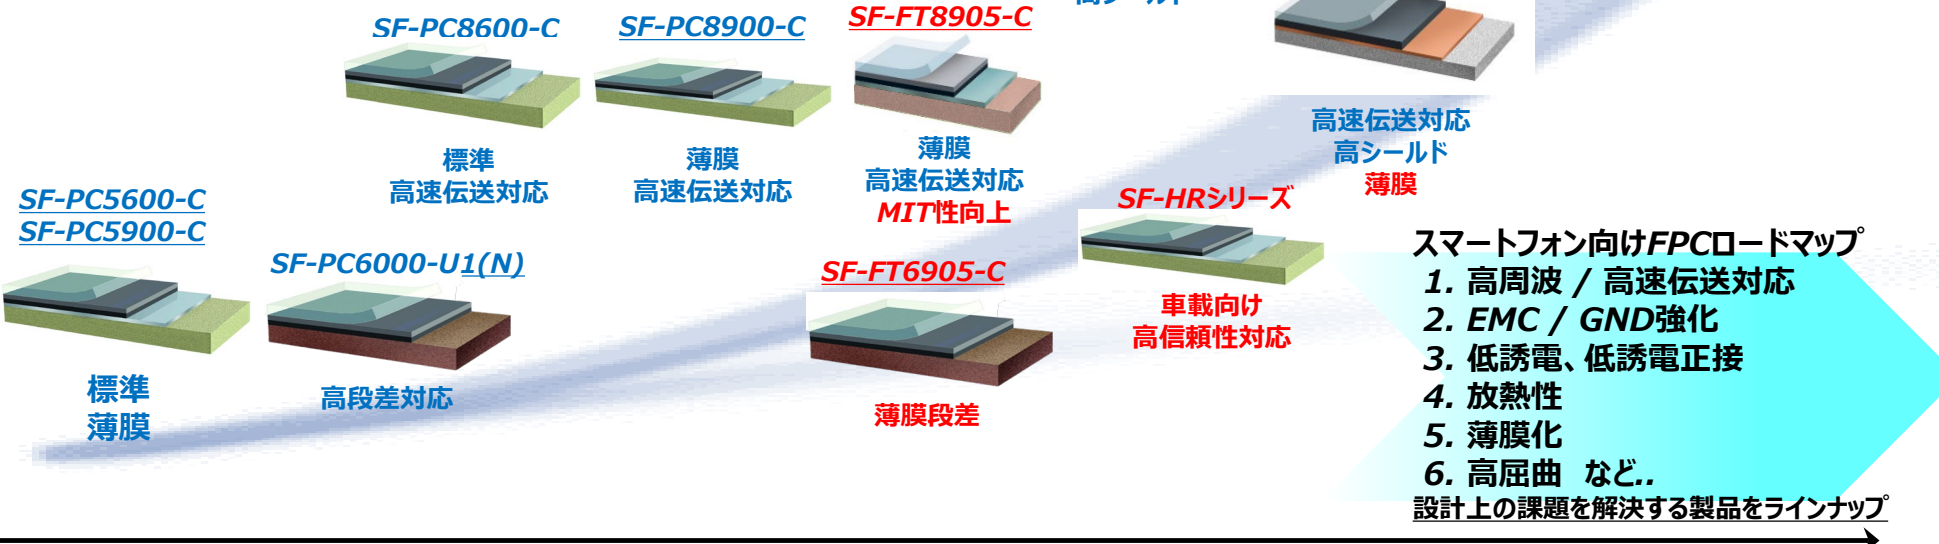 SF-PC8600-C
SF-PC8900-C
SF-FT8905-C
標準
高速伝送対応
薄膜
高速伝送対応
薄膜
高速伝送対応
MIT性向上
高速伝送対応
高シールド
薄膜
SF-PC5600-C
SF-PC5900-C
標準
薄膜
SF-PC6000-U1(N)
高段差対応
SF-FT6905-C
薄膜段差
SF-HRシリーズ
車載向け
高信頼性対応
スマートフォン向けFPCロードマップ
1. 高周波 / 高速伝送対応
2. EMC / GND強化
3. 低誘電、低誘電正接
4. 放熱性
5. 薄膜化
6. 高屈曲 など..
設計上の課題を解決する製品をラインナップ